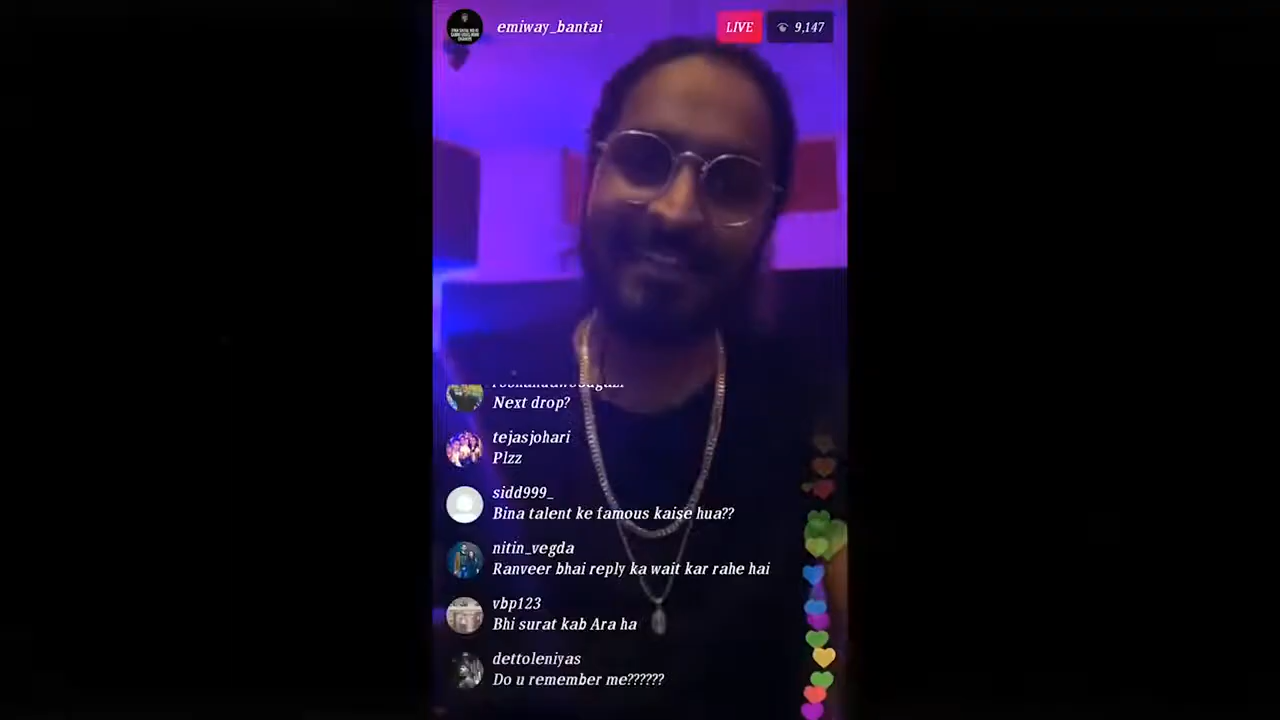 emiway_bantai
LIVE
9,147
Next drop?
tejasjohari
Plzz
sidd999_
Bina talent ke famous kaise hua??
nitin_vegda
Ranveer bhai reply ka wait kar rahe hai
vbp123
Bhi surat kab Ara ha
dettoleniyas
Do u remember me??????